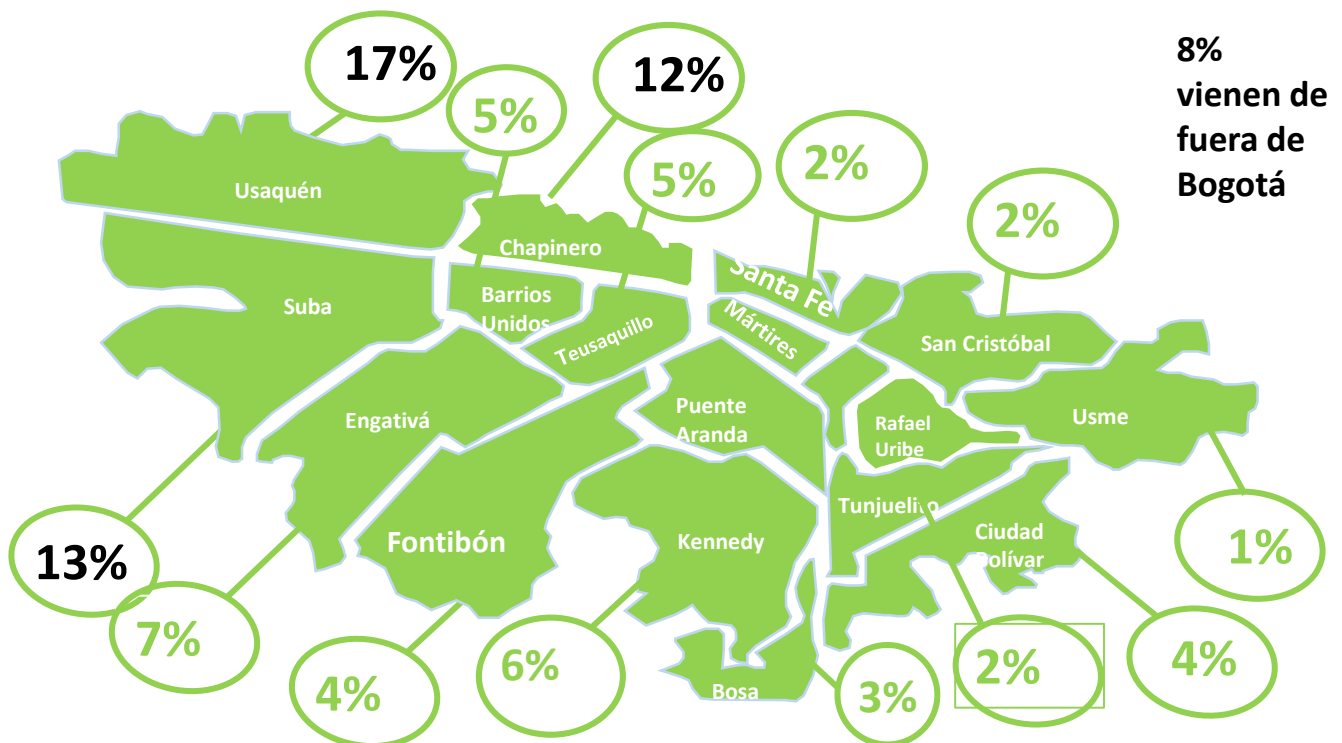 17%
12%
8%
vienen de
fuera de
Bogotá
5%
5%
2%
2%
Usaquén
Chapinero
Santa Fe
Suba
Barrios
Unidos
Teusaquillo
Mártires
San Cristóbal
Engativá
Puente
Aranda
Rafael
Uribe
Usme
Fontibón
Kennedy
Tunjuelito
Ciudad
Bolívar
Bosa
13%
7%
4%
6%
3%
2%
4%
1%